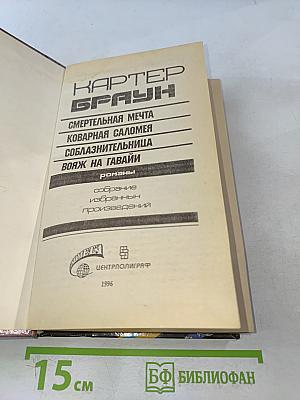 КАРТЕР
БРАУН
СМЕРТЕЛЬНАЯ МЕЧТА
КОВАРНАЯ САЛОМЕЯ
СОБЛАЗНИТЕЛЬНИЦА
ВОЯЖ НА ГАВАЙИ
романы
собрание
избранных
произведений
ЦЕНТРПОЛИГРАФ
1996
15 см
БФ БИБЛИОФАН